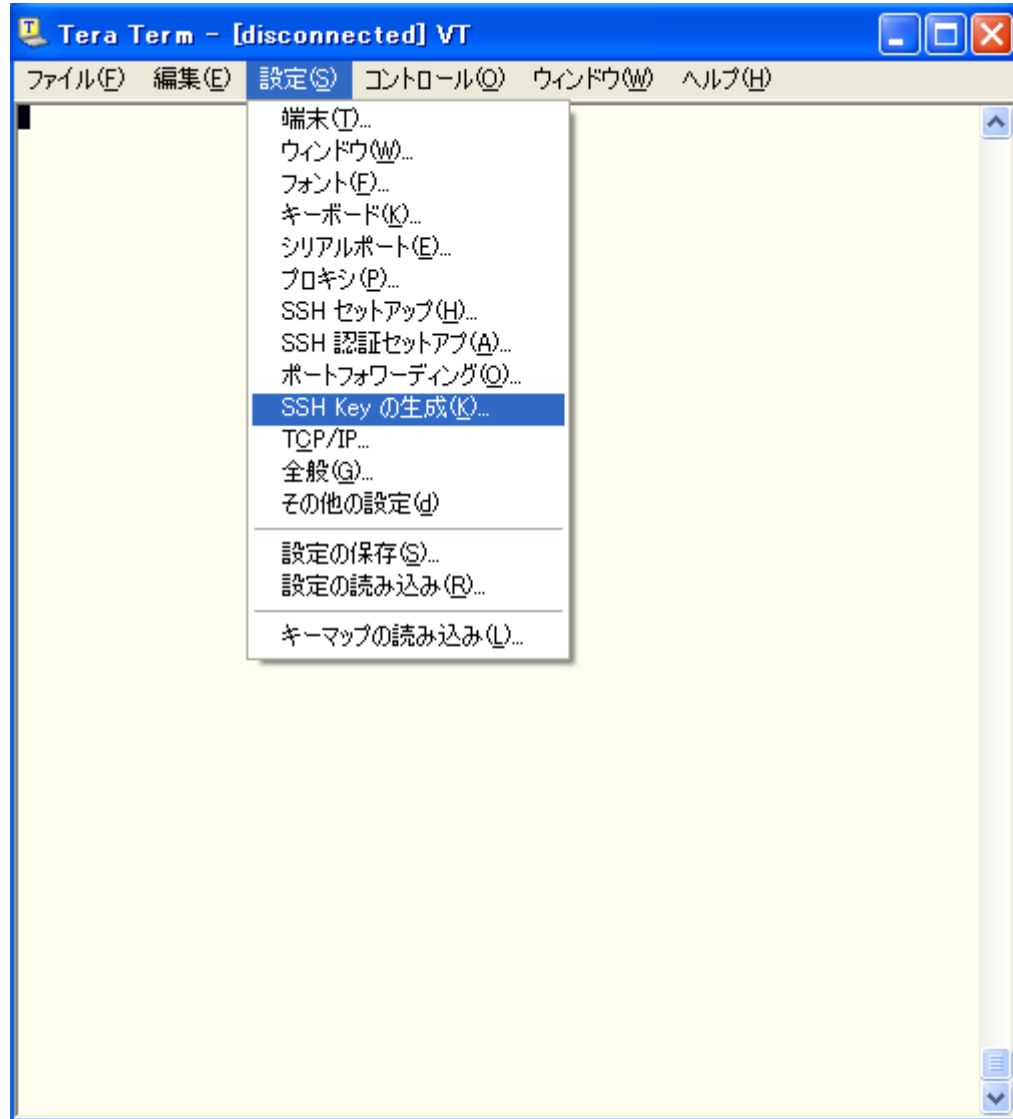 Tera Term - [disconnected] VT
ファイル(F) 編集(E) 設定(S) コントロール(O) ウィンドウ(W) ヘルプ(H)
端末(T)...
ウィンドウ(W)...
フォント(F)...
キーボード(K)...
シリアルポート(E)...
プロキシ(P)...
SSH セットアップ(H)...
SSH 認証セットアプ(A)...
ポートフォワーディング(O)...
SSH Key の生成(K)...
TCP/IP...
全般(G)...
その他の設定(d)
設定の保存(S)...
設定の読み込み(R)...
キーマップの読み込み(L)...